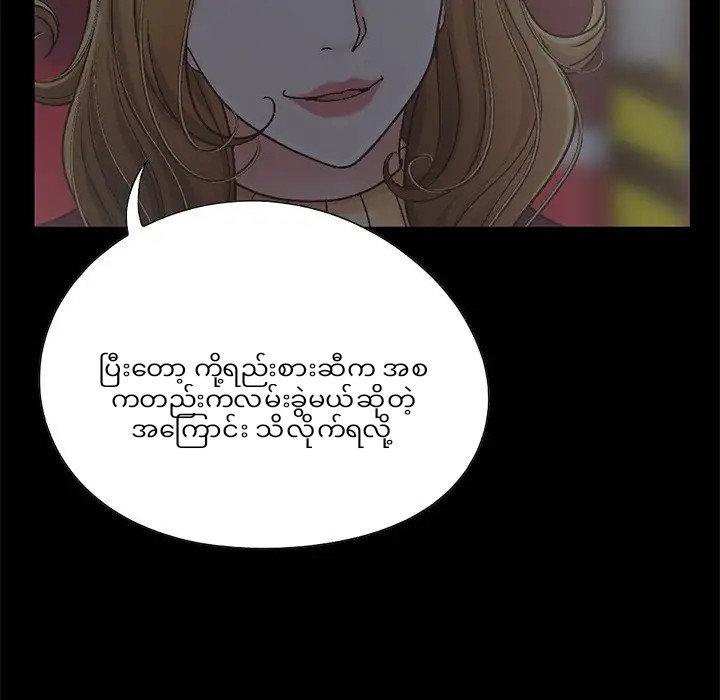 ပြီးတော့ ကို့ရည်းစားဆီက အစ
ကတည်းကလမ်းခွဲမယ်ဆိုတဲ့
အကြောင်း သိလိုက်ရလို့